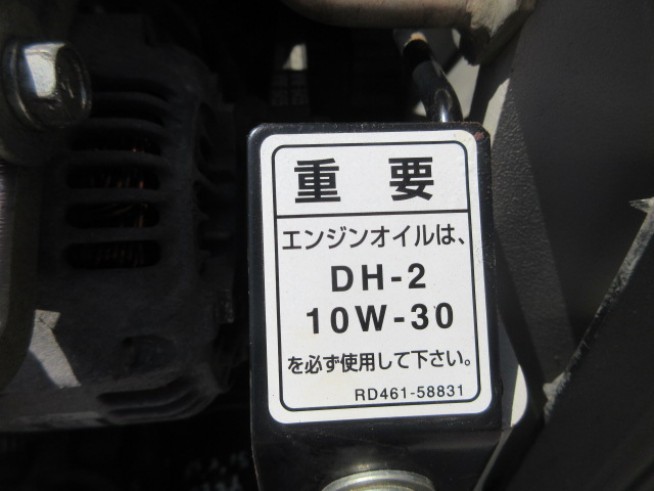 重要
エンジンオイルは、
DH-2
10W-30
を必ず使用して下さい。
RD461-58831